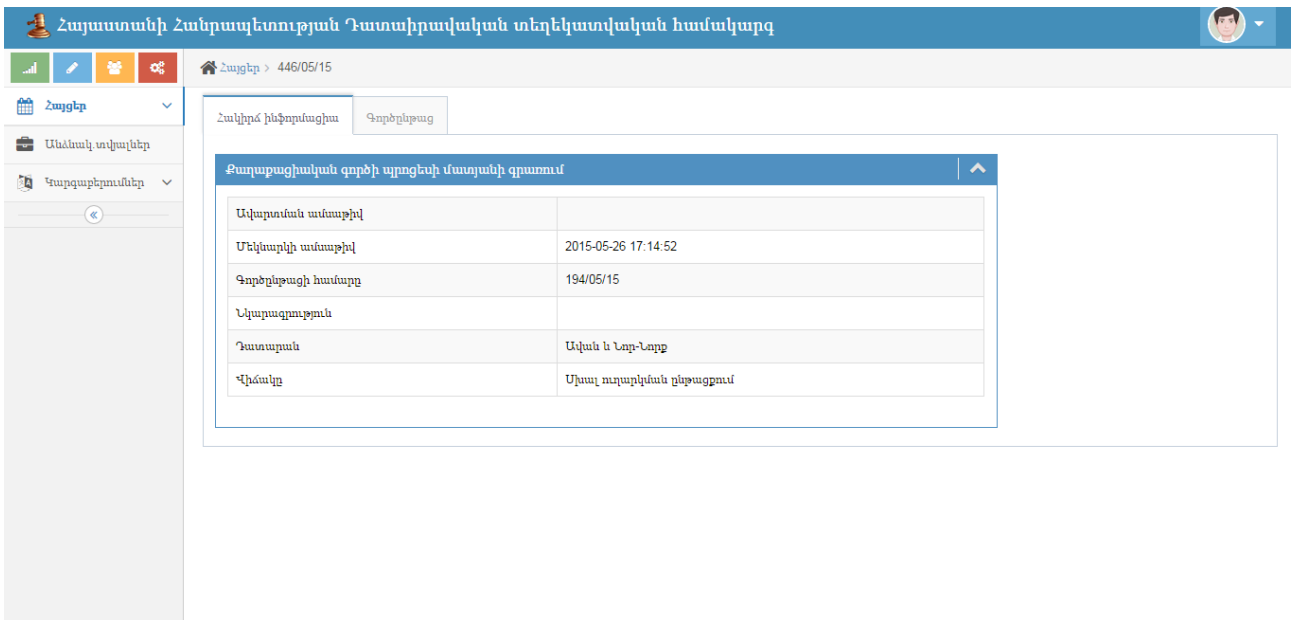 Հայաստանի Հանրապետության Դատաիրավական տեղեկատվական համակարգ
Հայցեր > 446/05/15
Հայցեր
Անձնակ.տվյալներ
Կարգաբերումներ
Հակիրճ ինֆորմացիա Գործընթաց
Քաղաքացիական գործի պրոցեսի մատյանի գրառում
Ավարտման ամսաթիվ
Մեկնարկի ամսաթիվ 2015-05-26 17:14:52
Գործընթացի համարը 194/05/15
Նկարագրություն
Դատարան Ավան և Նոր-Նորք
Վիճակը Սխալ ուղարկման ընթացքում